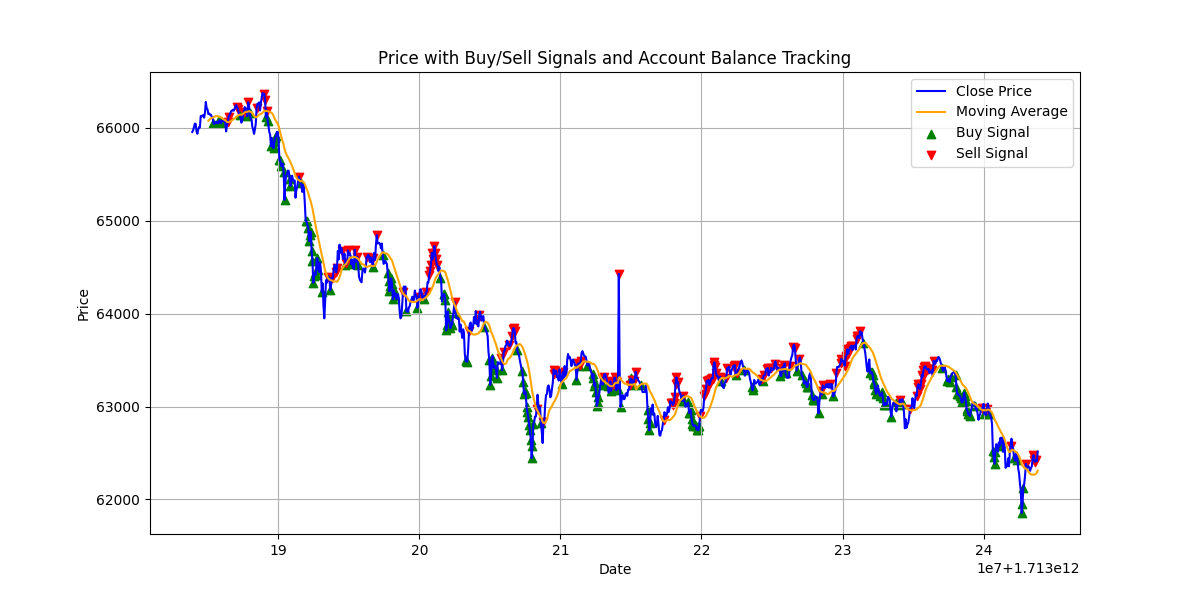 Price with Buy/Sell Signals and Account Balance Tracking
Close Price
Moving Average
Buy Signal
Sell Signal
66000
65000
64000
63000
62000
Price
19 20 21 22 23 24
Date
1e7+1.713e12